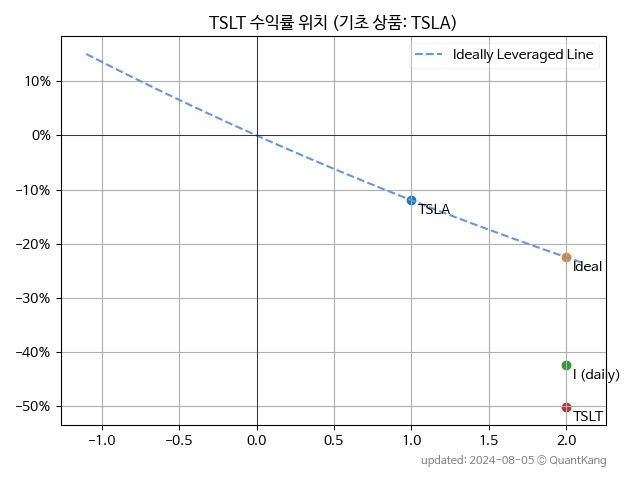 TSLT 수익률 위치 (기초 상품: TSLA)
Ideally Leveraged Line
10%
0%
−10%
−20%
−30%
−40%
−50%
TSLA
Ideal
I (daily)
TSLT
−1.0 −0.5 0.0 0.5 1.0 1.5 2.0
updated: 2024-08-05 © QuantKang